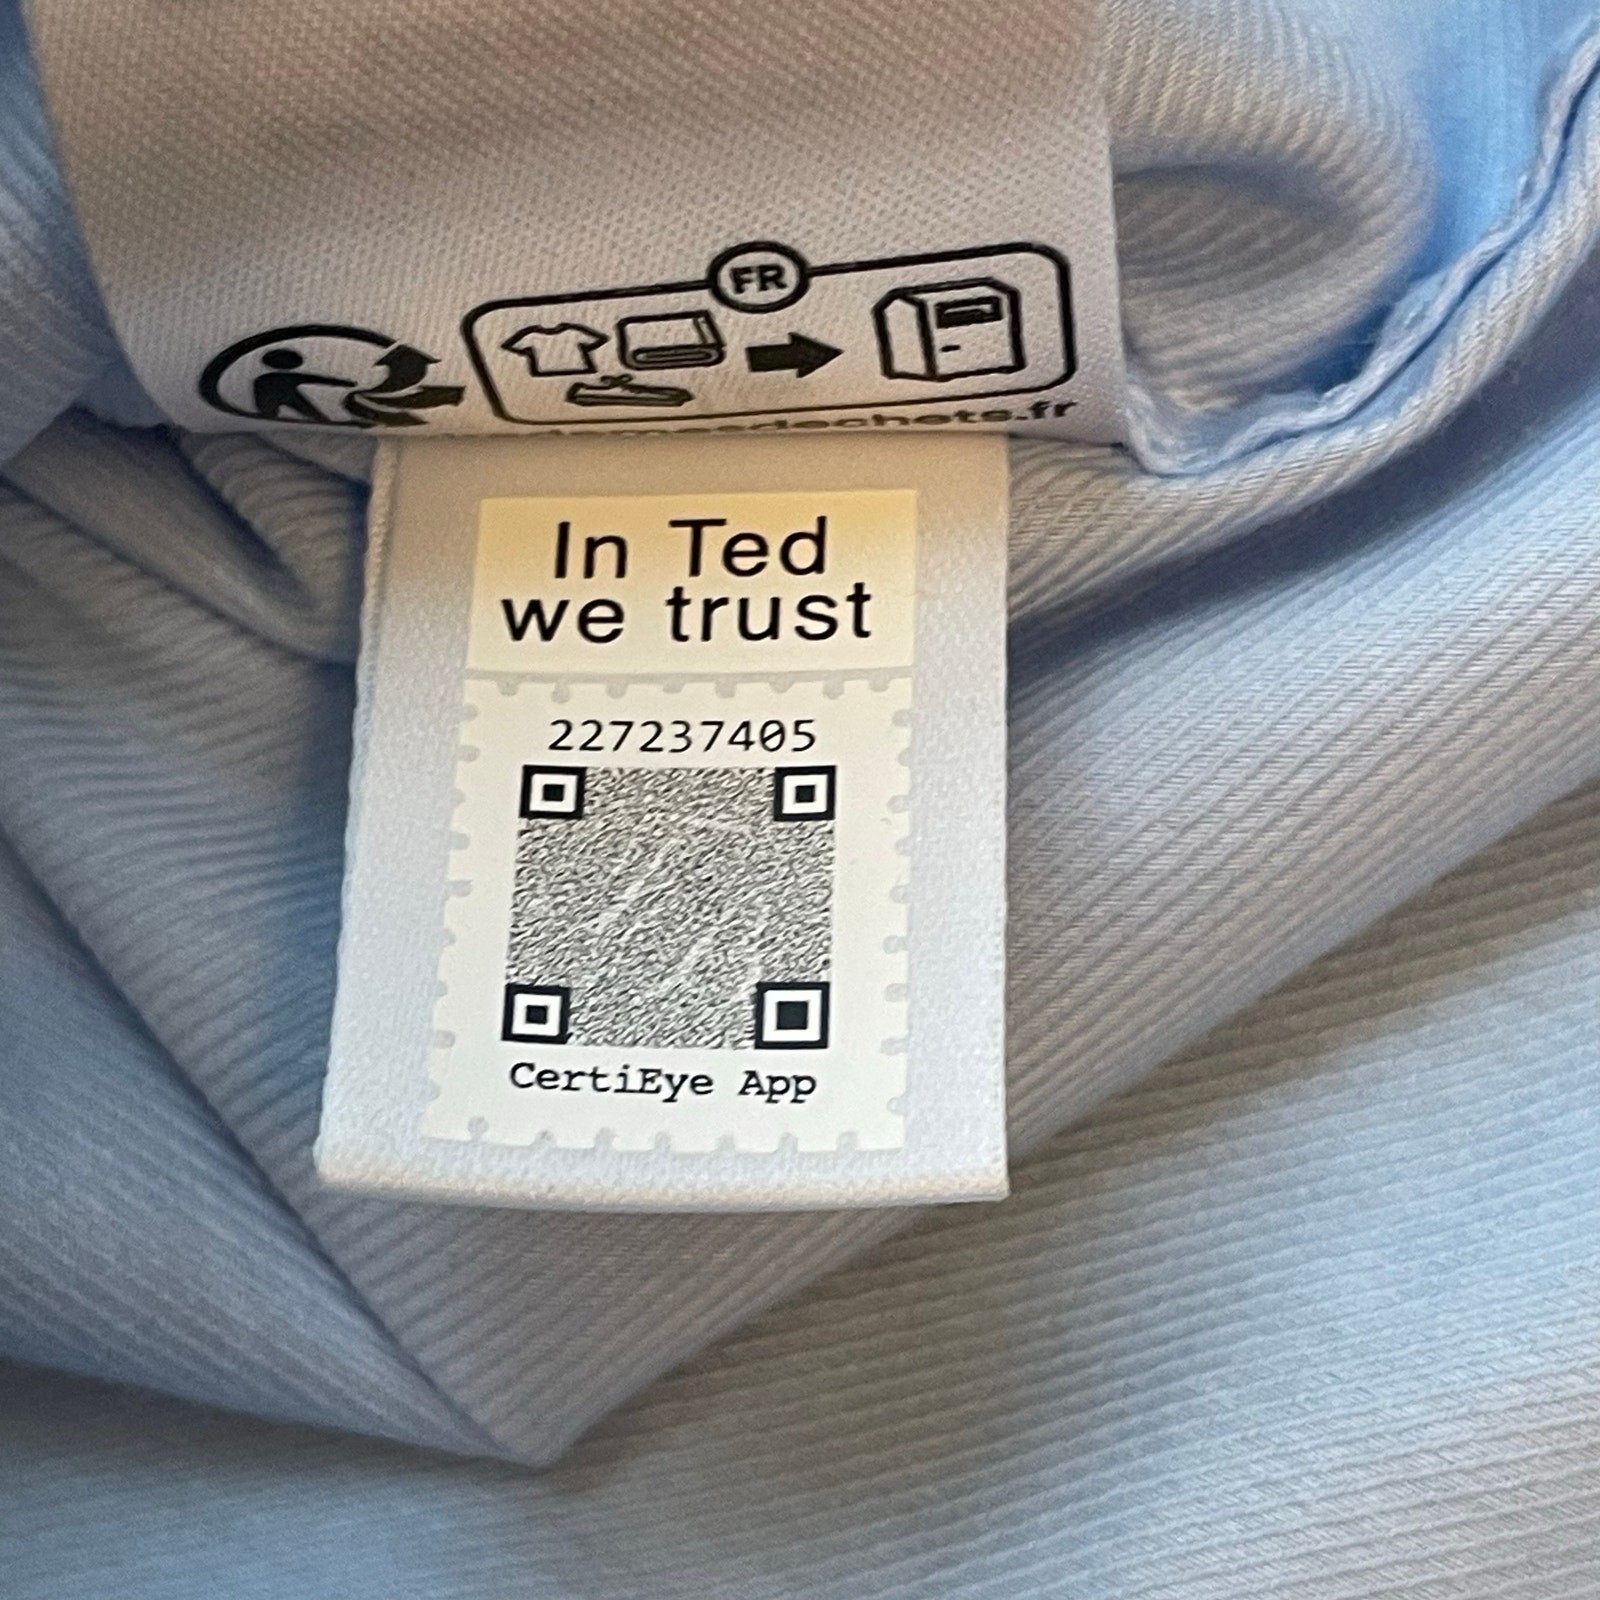 FR
In Ted
we trust
227237405
CertiEye App